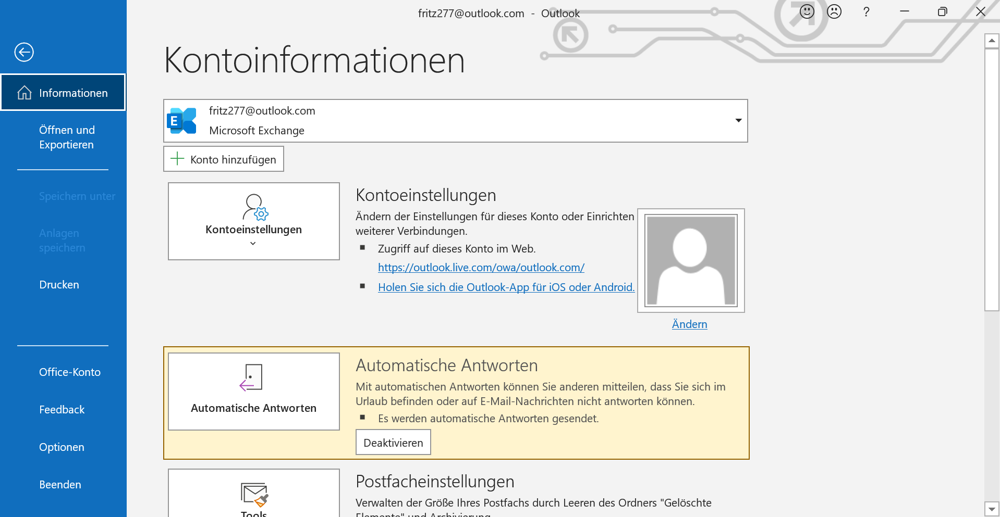 fritz277@outlook.com - Outlook
?
Kontoinformationen
Informationen
Öffnen und
Exportieren
Speichern unter
Anlagen
speichern
Drucken
Office-Konto
Feedback
Optionen
Beenden
E
fritz277@outlook.com
Microsoft Exchange
Konto hinzufügen
Kontoeinstellungen
Kontoeinstellungen
Ändern der Einstellungen für dieses Konto oder Einrichten
weiterer Verbindungen.
Zugriff auf dieses Konto im Web.
https://outlook.live.com/owa/outlook.com/
Holen Sie sich die Outlook-App für iOS oder Android.
Ändern
Automatische Antworten
Automatische Antworten
Mit automatischen Antworten können Sie anderen mitteilen, dass Sie sich im
Urlaub befinden oder auf E-Mail-Nachrichten nicht antworten können.
Es werden automatische Antworten gesendet.
Deaktivieren
Tools
Postfacheinstellungen
Verwalten der Größe Ihres Postfachs durch Leeren des Ordners "Gelöschte
Elemente" und Archivierung.